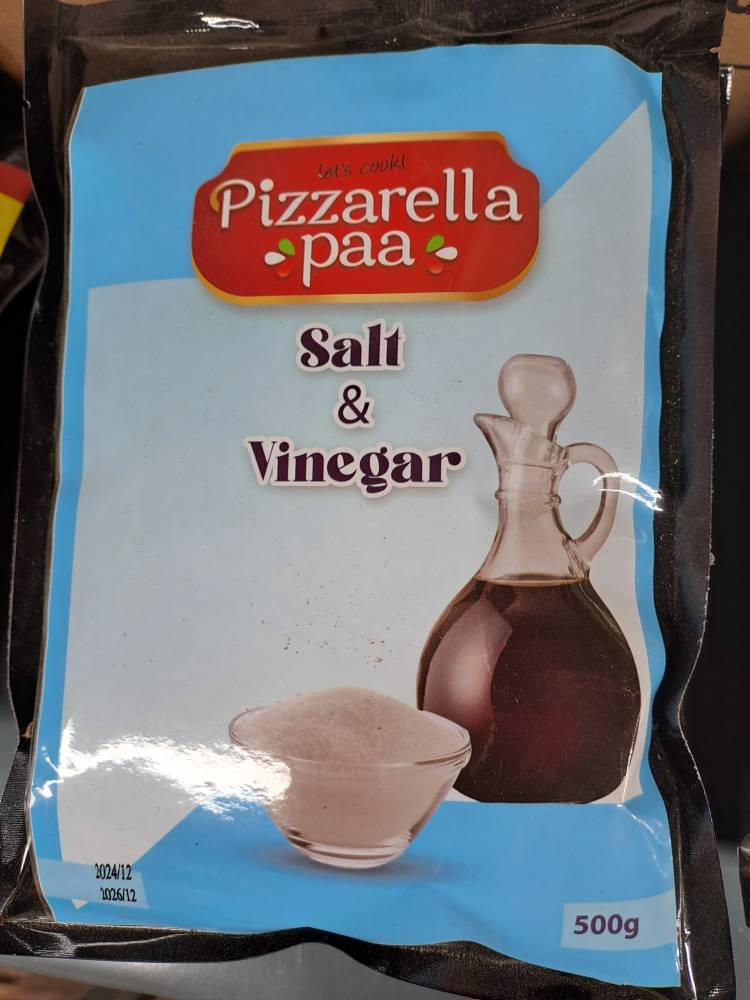 let's cook!
Pizzarella
paa
Salt
&
Vinegar
2024/12
2026/12
500g